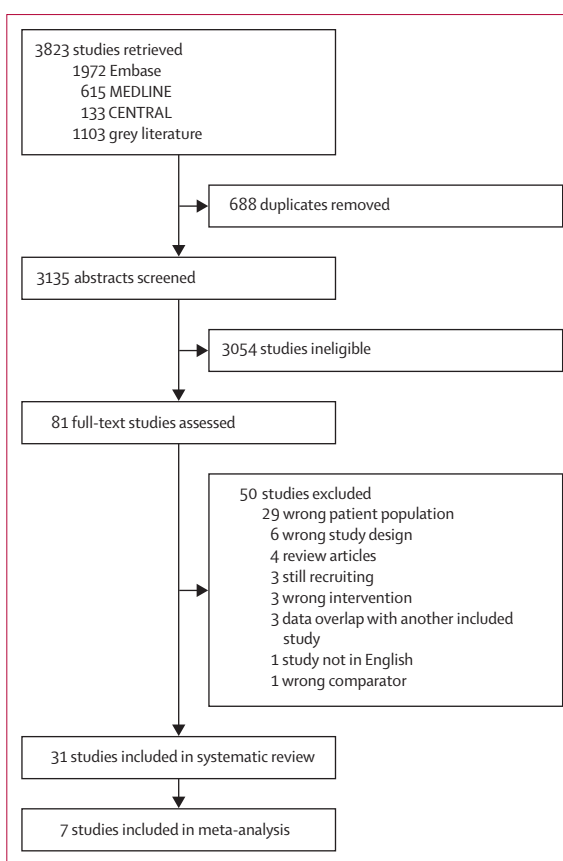 3823 studies retrieved
1972 Embase
615 MEDLINE
133 CENTRAL
1103 grey literature
688 duplicates removed
3135 abstracts screened
3054 studies ineligible
81 full-text studies assessed
50 studies excluded
29 wrong patient population
6 wrong study design
4 review articles
3 still recruiting
3 wrong intervention
3 data overlap with another included
study
1 study not in English
1 wrong comparator
31 studies included in systematic review
7 studies included in meta-analysis